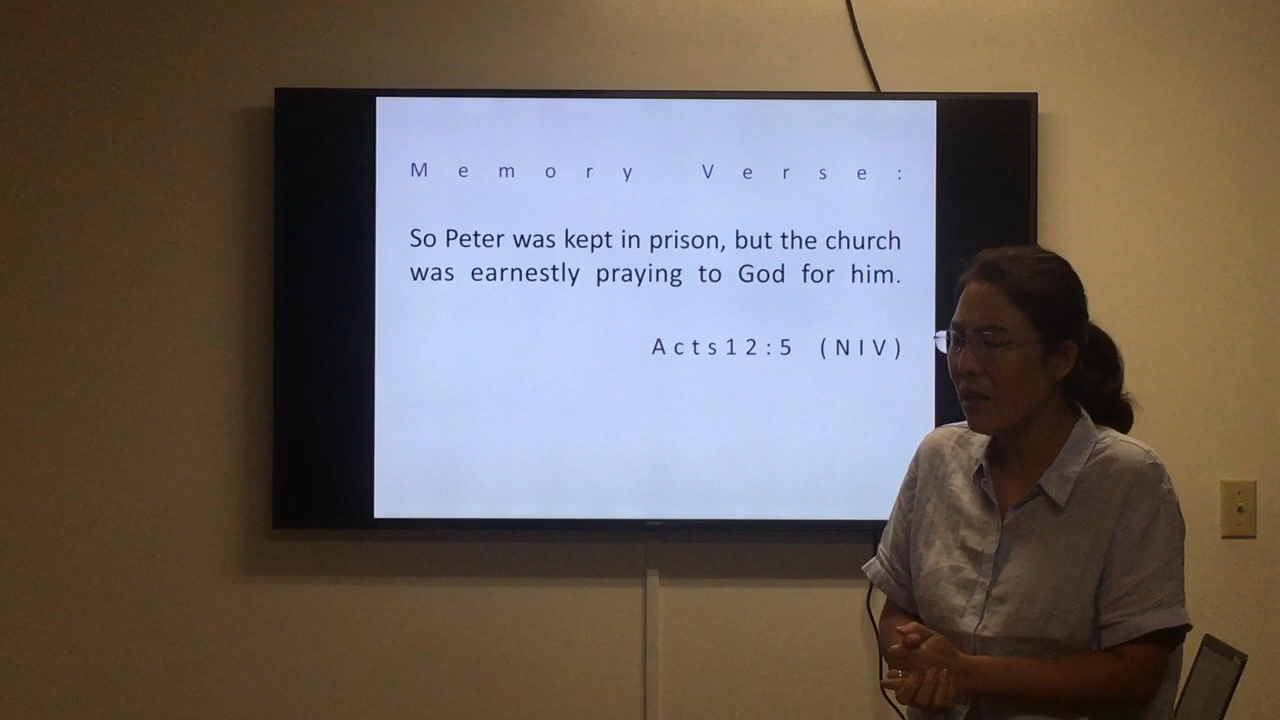 Memory Verse:
So Peter was kept in prison, but the church
was earnestly praying to God for him.
Acts12:5 (NIV)